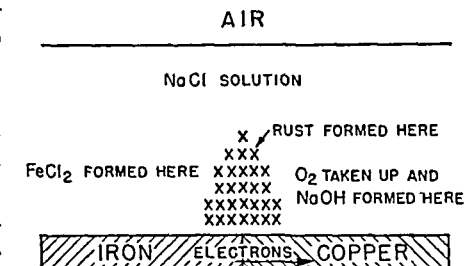 AIR
NaCl SOLUTION
RUST FORMED HERE
FeCl2 FORMED HERE
O2 TAKEN UP AND
NaOH FORMED HERE
IRON ELECTRONS COPPER